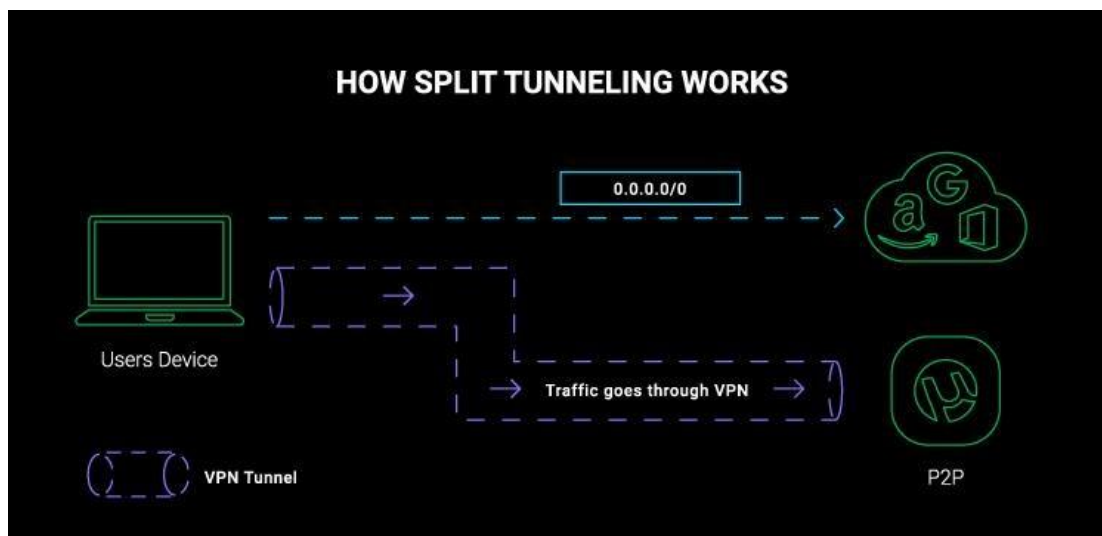 HOW SPLIT TUNNELING WORKS
0.0.0.0/0
a G
Users Device
Traffic goes through VPN
VPN Tunnel
P2P